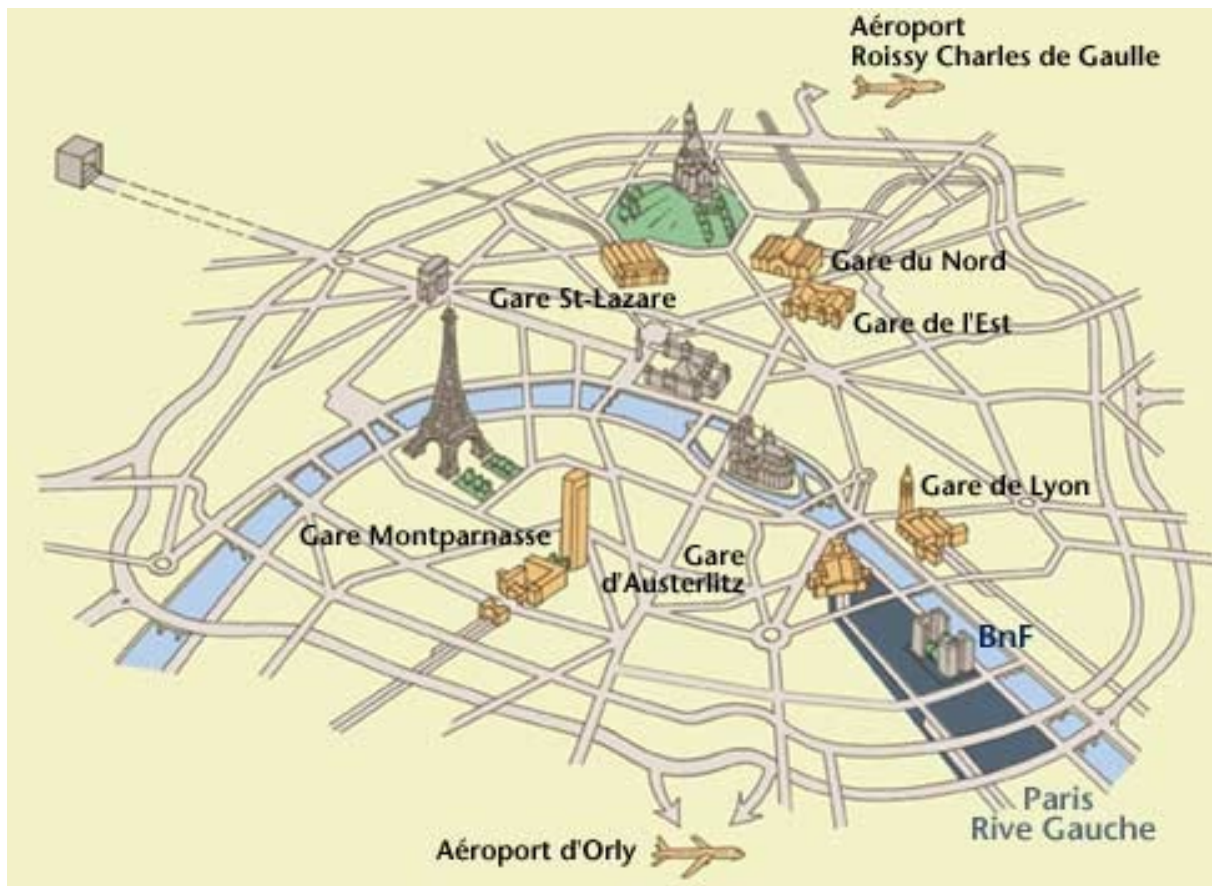 Aéroport
Roissy Charles de Gaulle
Gare du Nord
Gare St-Lazare
Gare de l'Est
Gare de Lyon
Gare Montparnasse
Gare
d'Austerlitz
BnF
Paris
Rive Gauche
Aéroport d'Orly